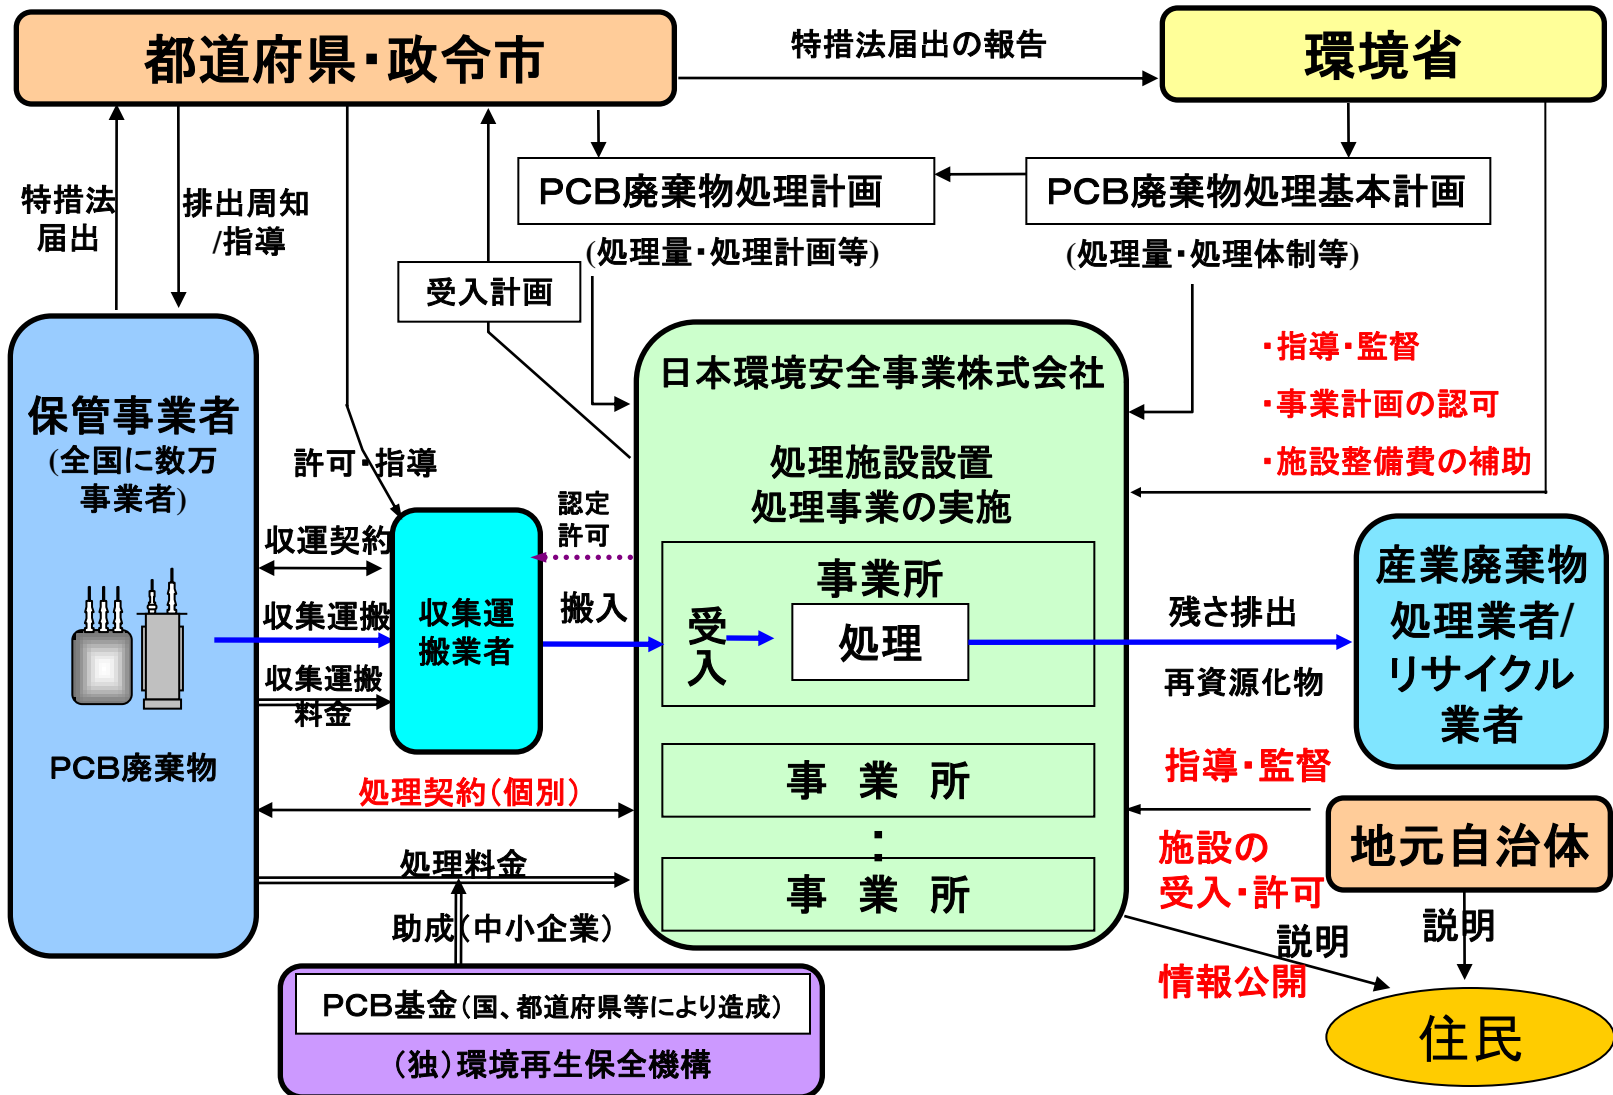 都道府県・政令市
特措法届出の報告
環境省
特措法
届出
排出周知
/指導
PCB廃棄物処理計画
(処理量・処理計画等)
PCB廃棄物処理基本計画
(処理量・処理体制等)
受入計画
・指導・監督
・事業計画の認可
・施設整備費の補助
保管事業者
(全国に数万
事業者)
PCB廃棄物
許可・指導
収運契約
収集運搬
収集運搬
料金
収集運
搬業者
認定
許可
搬入
日本環境安全事業株式会社
処理施設設置
処理事業の実施
事業所
受
入
処理
事 業 所
:
事 業 所
残さ排出
再資源化物
産業廃棄物
処理業者/
リサイクル
業者
処理契約(個別)
処理料金
助成(中小企業)
PCB基金(国、都道府県等により造成)
(独)環境再生保全機構
指導・監督
地元自治体
施設の
受入・許可
説明
説明
情報公開
住民